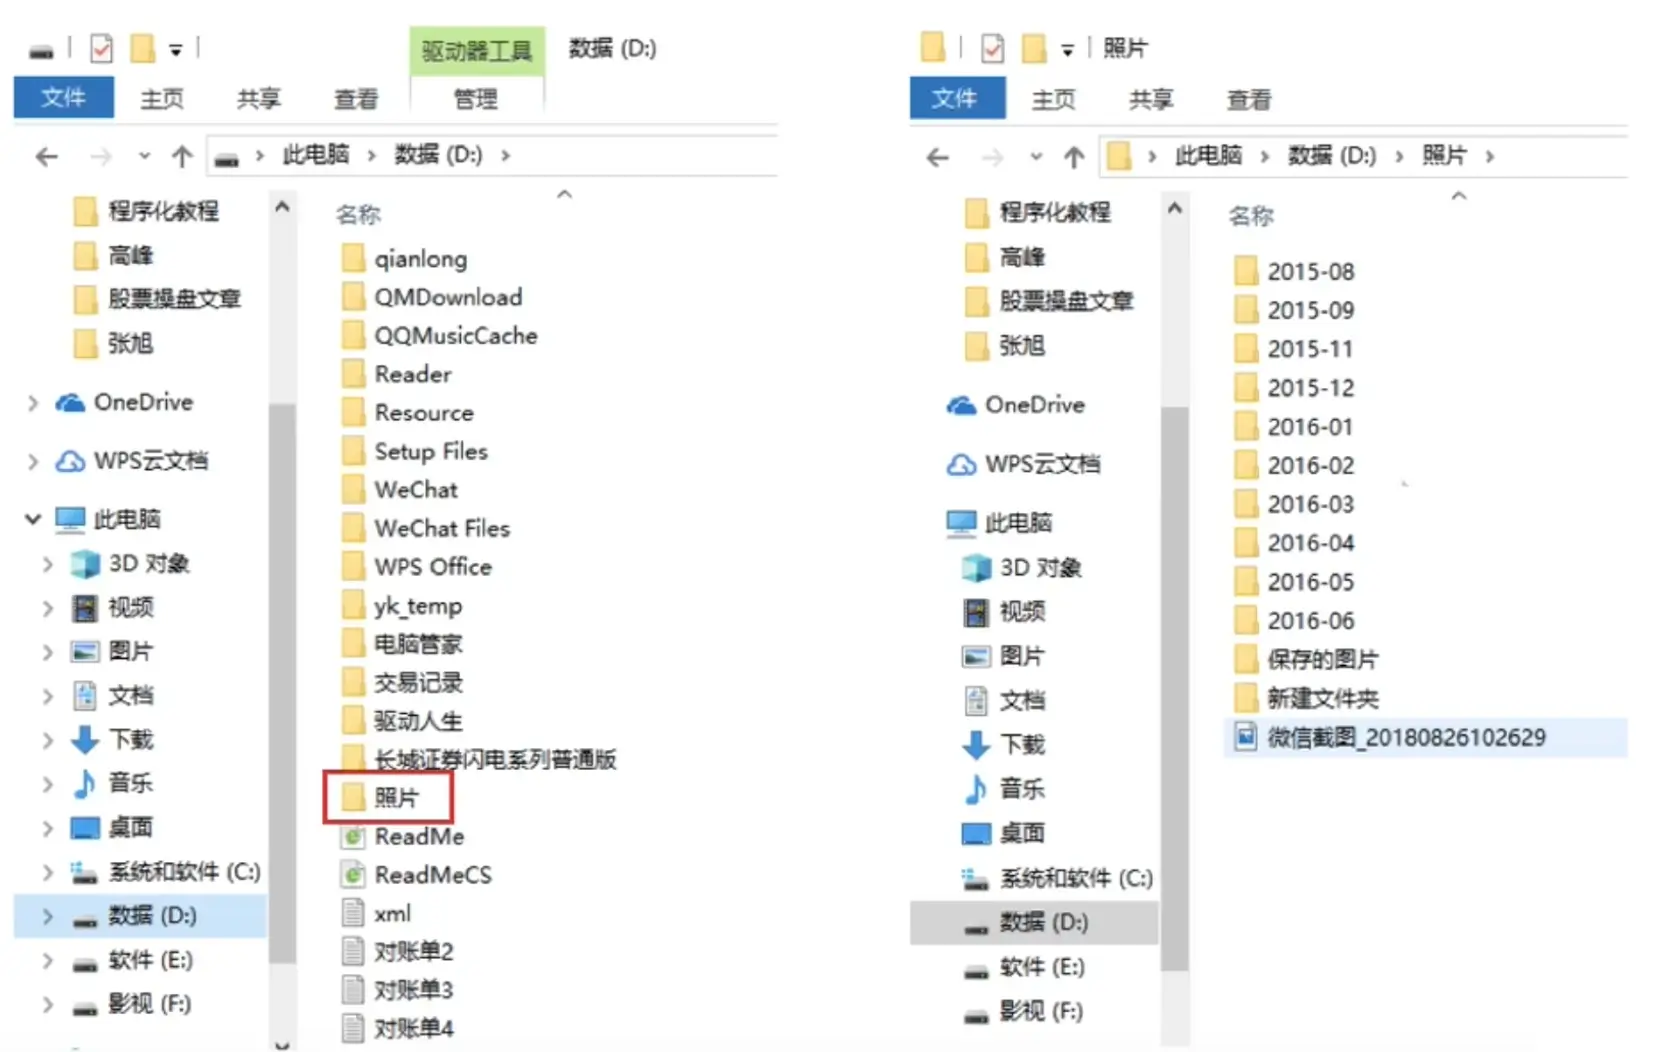 驱动器工具 数据 (D:)
文件 主页 共享 查看 管理
此电脑 数据 (D:)
程序化教程
高峰
股票操盘文章
张旭
OneDrive
WPS云文档
此电脑
3D 对象
视频
图片
文档
下载
音乐
桌面
系统和软件 (C:)
数据 (D:)
软件 (E:)
影视 (F:)
名称
qianlong
QMDownload
QQMusicCache
Reader
Resource
Setup Files
WeChat
WeChat Files
WPS Office
yk_temp
电脑管家
交易记录
驱动人生
长城证券闪电系列普通版
照片
ReadMe
ReadMeCS
xml
对账单2
对账单3
对账单4
照片
文件 主页 共享 查看
此电脑 数据 (D:) 照片
程序化教程
高峰
股票操盘文章
张旭
OneDrive
WPS云文档
此电脑
3D 对象
视频
图片
文档
下载
音乐
桌面
系统和软件 (C:)
数据 (D:)
软件 (E:)
影视 (F:)
名称
2015-08
2015-09
2015-11
2015-12
2016-01
2016-02
2016-03
2016-04
2016-05
2016-06
保存的图片
新建文件夹
微信截图_20180826102629